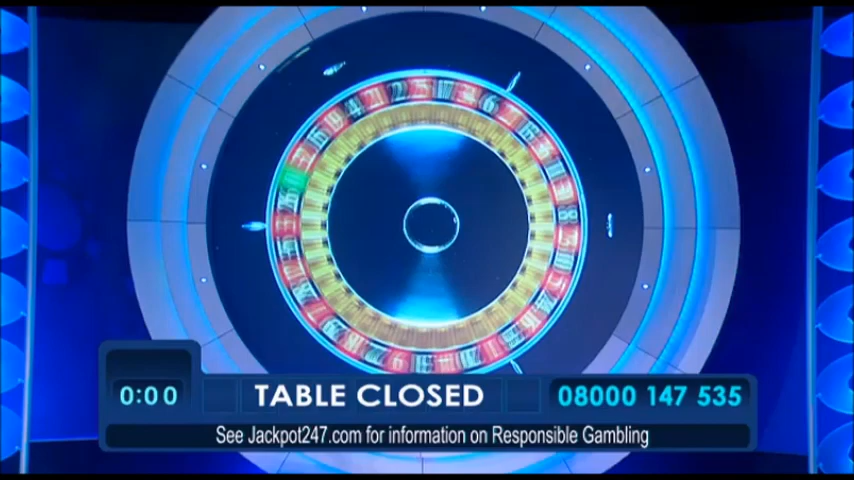 0:00
TABLE CLOSED
08000 147 535
See Jackpot247.com for information on Responsible Gambling